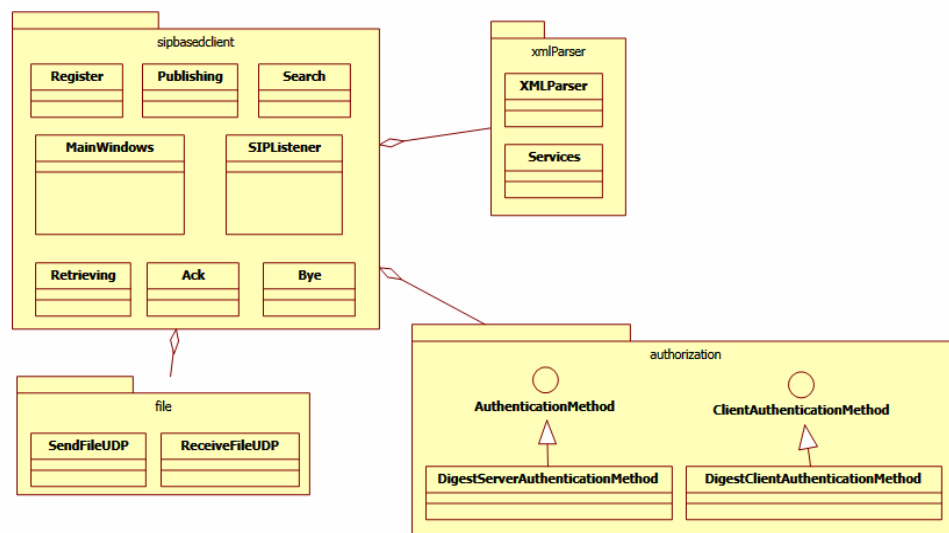 sipbasedclient
Register
Publishing
Search
MainWindows
SIPListener
Retrieving
Ack
Bye
xmlParser
XMLParser
Services
file
SendFileUDP
ReceiveFileUDP
authorization
AuthenticationMethod
ClientAuthenticationMethod
DigestServerAuthenticationMethod
DigestClientAuthenticationMethod